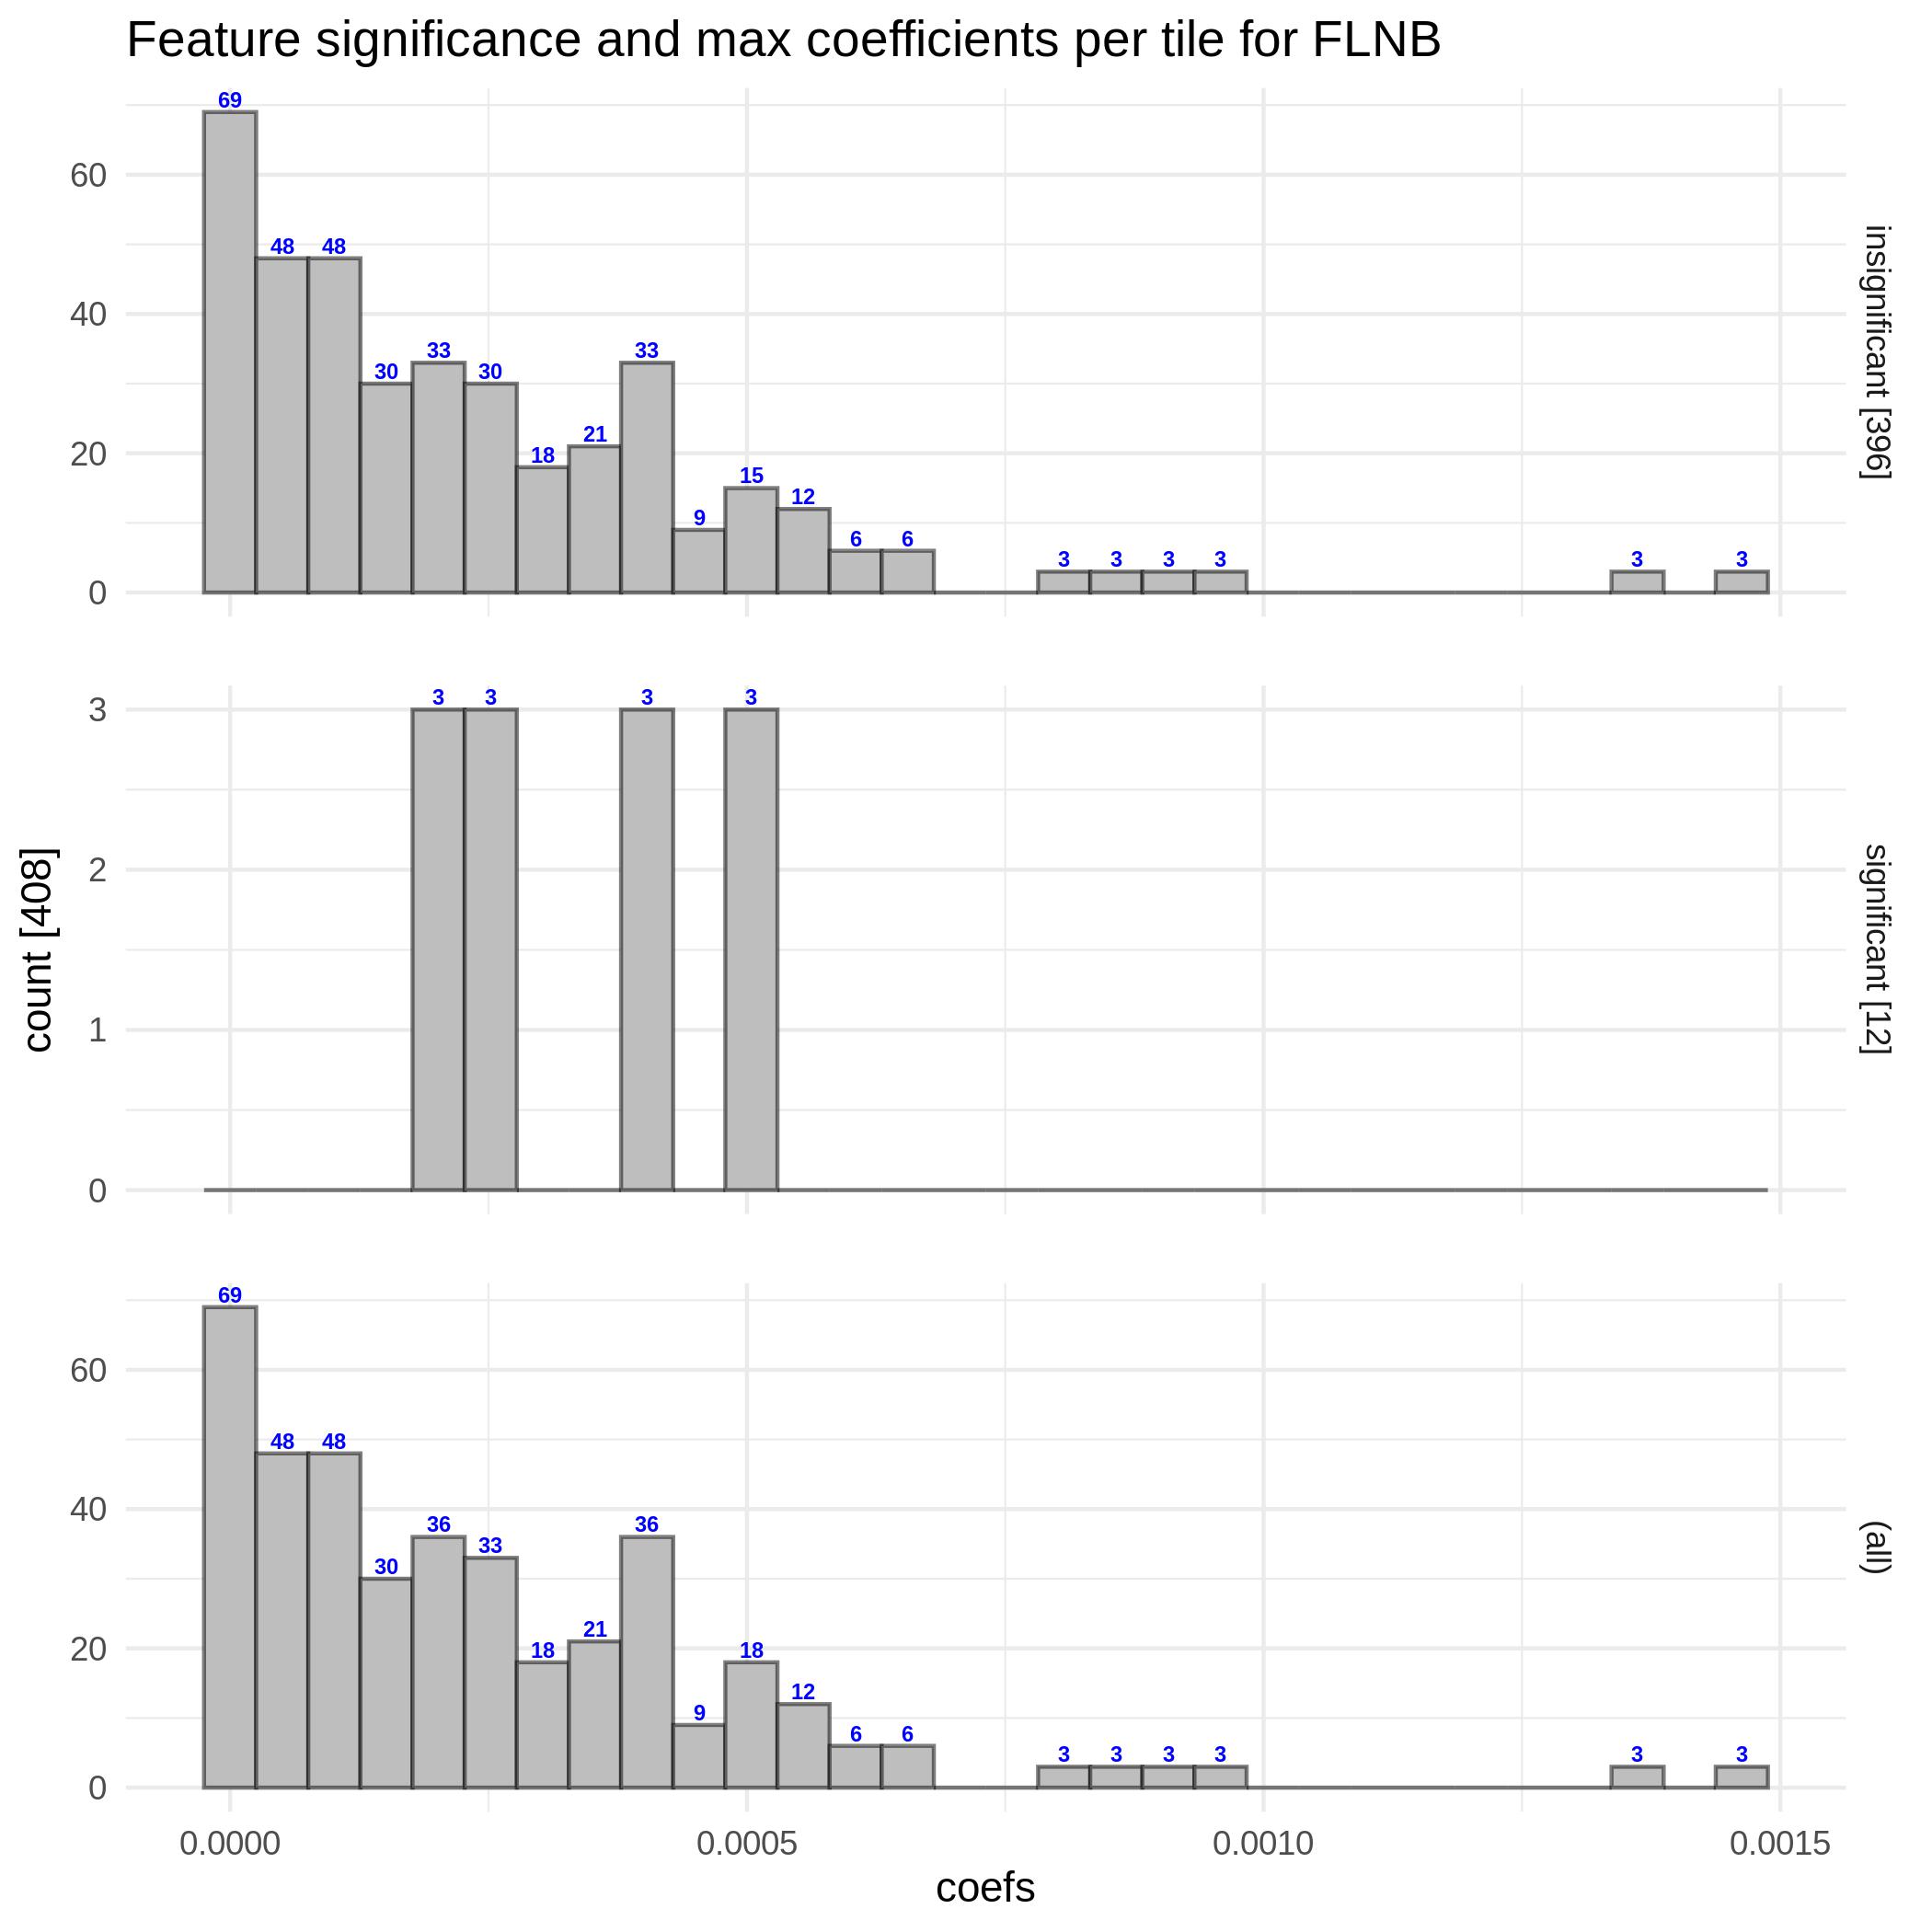 Feature significance and max coefficients per tile for FLNB
69
60
48 48
40
30 33 30 33
18 21
20
9 15 12
6 6
3 3 3 3 3 3
0
insignificant [396]
3 3 3 3
3
2
1
0
significant [12]
count [408]
69
60
48 48
40
30 36 33 36
18 21
20
9 18 12
6 6
3 3 3 3 3 3
0
(all)
0.0000 0.0005 0.0010 0.0015
coefs